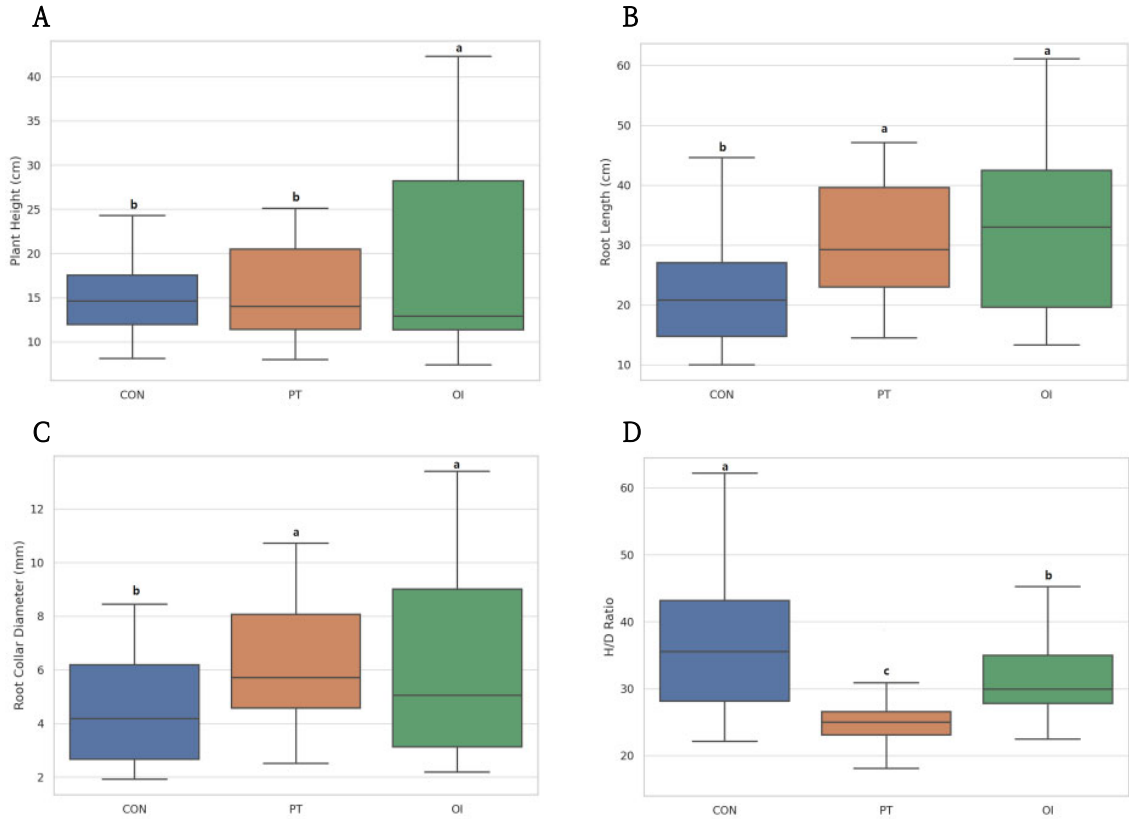 A
Plant Height (cm)
40
35
30
25
20
15
10
b
b
a
CON PT OI
B
Root Length (cm)
60
50
40
30
20
10
b
a
a
CON PT OI
C
Root Collar Diameter (mm)
12
10
8
6
4
2
b
a
a
CON PT OI
D
H/D Ratio
60
50
40
30
20
a
c
b
CON PT OI